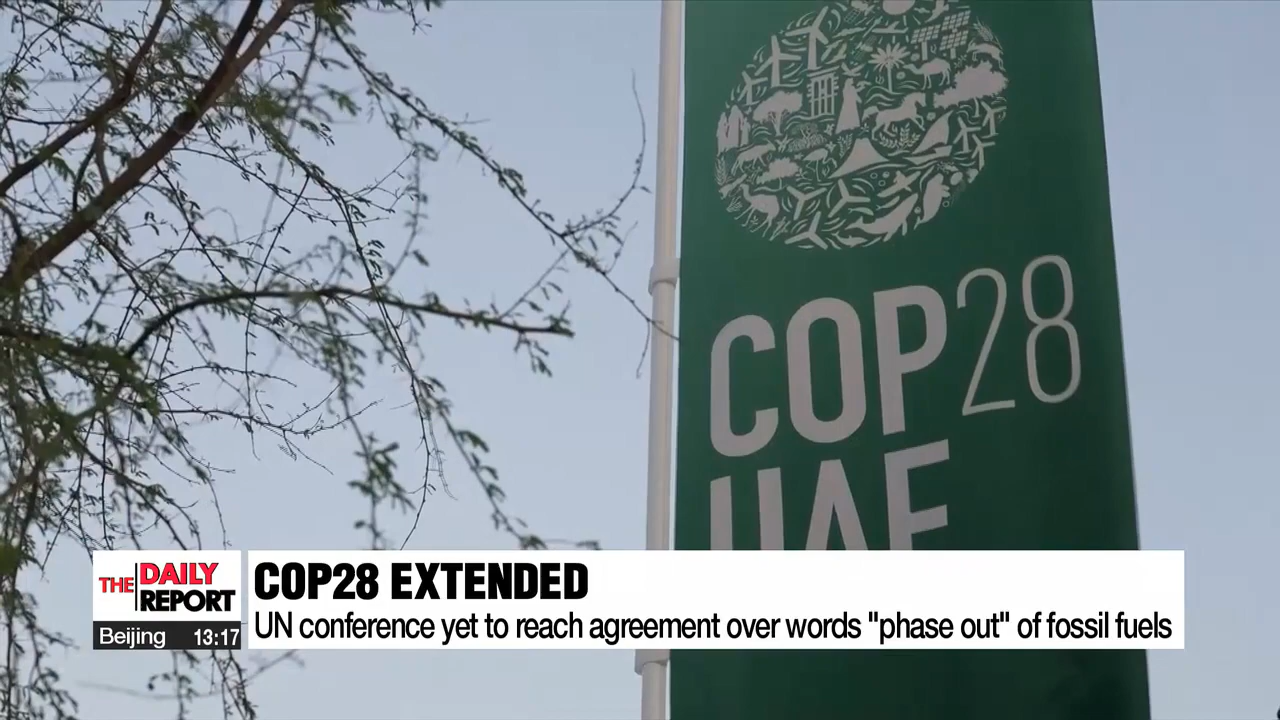 COP28
UAE
THE DAILY
REPORT
COP28 EXTENDED
Beijing 13:17
UN conference yet to reach agreement over words "phase out" of fossil fuels